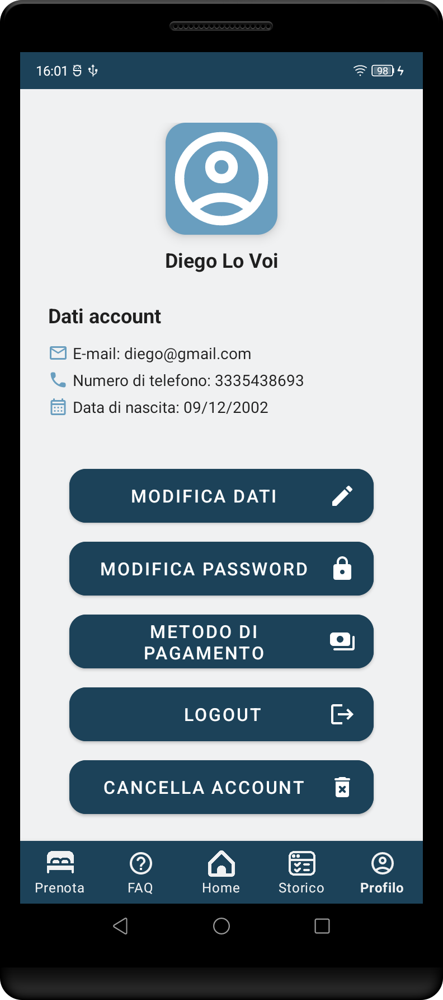 16:01
98
Diego Lo Voi
Dati account
E-mail: diego@gmail.com
Numero di telefono: 3335438693
Data di nascita: 09/12/2002
MODIFICA DATI
MODIFICA PASSWORD
METODO DI
PAGAMENTO
LOGOUT
CANCELLA ACCOUNT
Prenota FAQ Home Storico Profilo